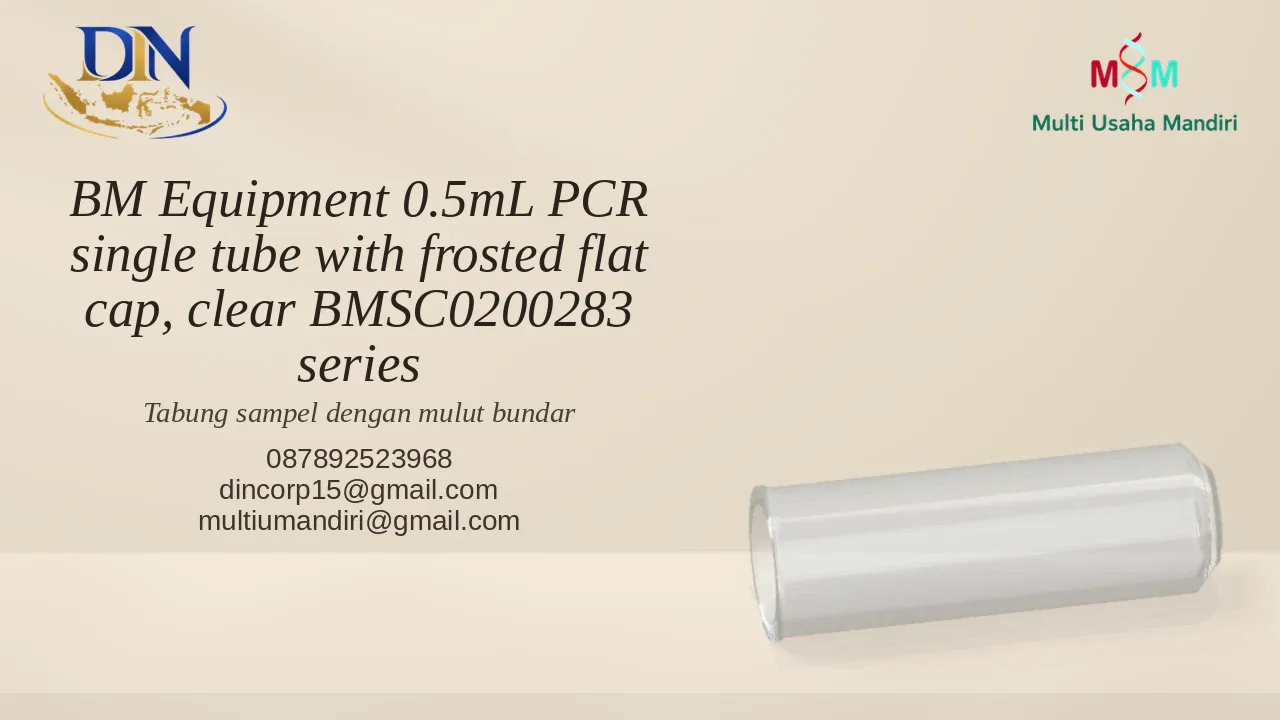 DN
M M
Multi Usaha Mandiri
BM Equipment 0.5mL PCR
single tube with frosted flat
cap, clear BMSC0200283
series
Tabung sampel dengan mulut bundar
087892523968
dincorp15@gmail.com
multiumandiri@gmail.com